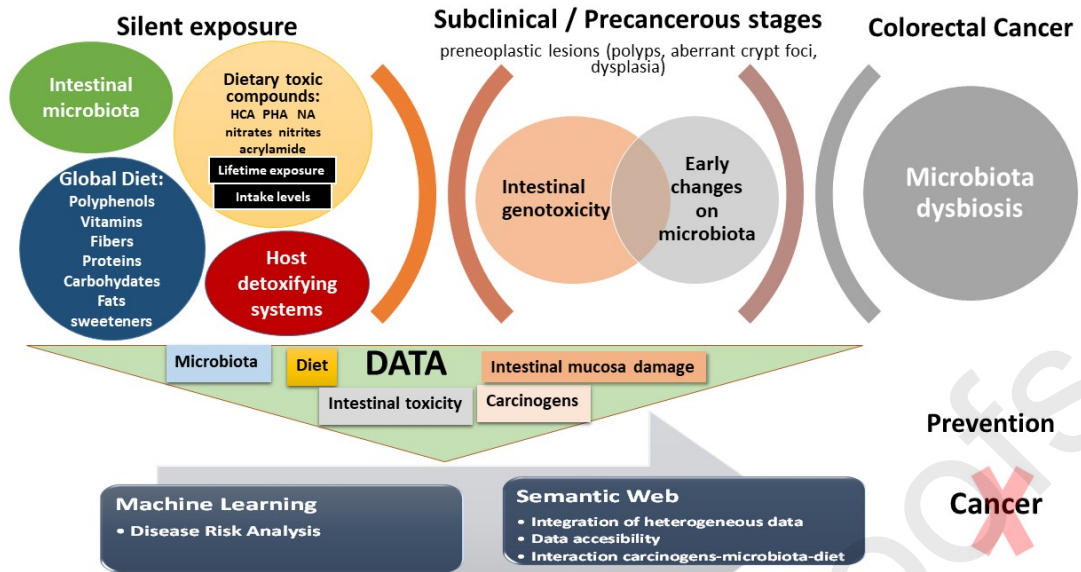 Silent exposure
Intestinal
microbiota
Dietary toxic
compounds:
HCA PHA NA
nitrates nitrites
acrylamide
Lifetime exposure
Intake levels
Global Diet:
Polyphenols
Vitamins
Fibers
Proteins
Carbohydates
Fats
sweeteners
Host
detoxifying
systems
Subclinical / Precancerous stages
preneoplastic lesions (polyps, aberrant crypt foci,
dysplasia)
Intestinal
genotoxicity
Early
changes
on
microbiota
Colorectal Cancer
Microbiota
dysbiosis
Microbiota
Diet
DATA
Intestinal mucosa damage
Intestinal toxicity
Carcinogens
Machine Learning
• Disease Risk Analysis
Semantic Web
• Integration of heterogeneous data
• Data accesibility
• Interaction carcinogens-microbiota-diet
Prevention
Cancer
X
oofs